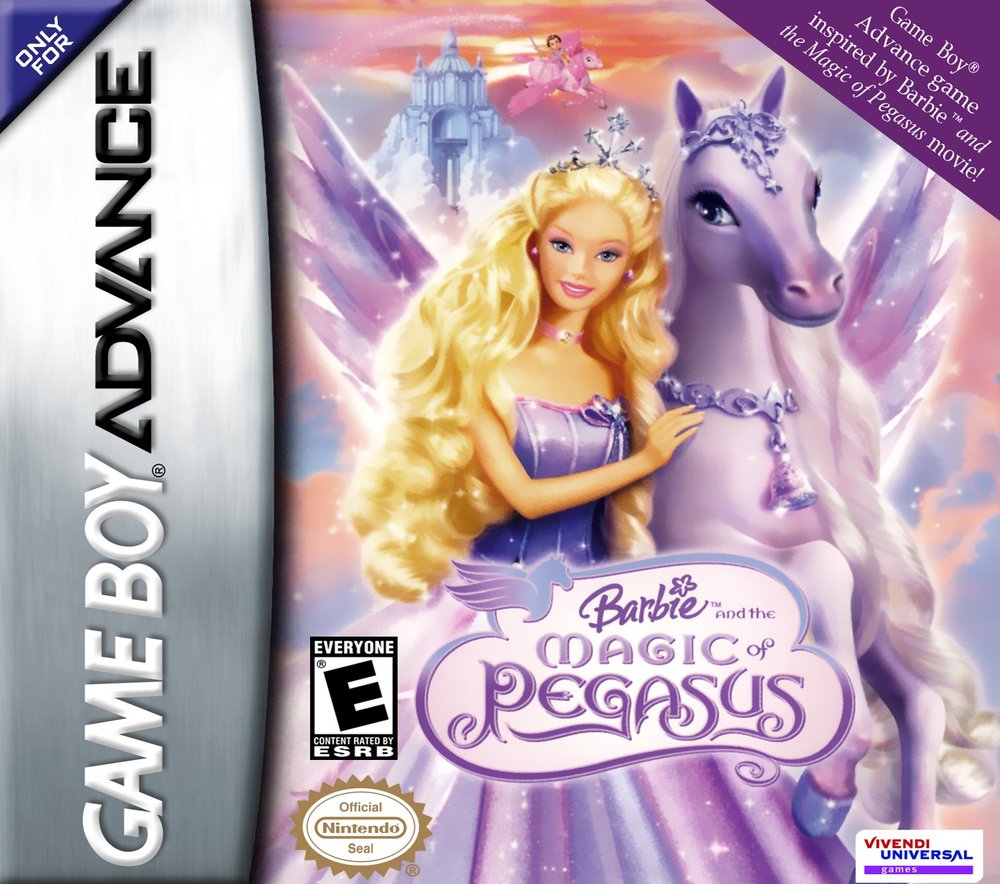 ONLY
FOR
GAME BOY® ADVANCE
Game Boy®
Advance game
inspired by Barbie™ and
the Magic of Pegasus movie!
Barbie™ and the
MAGIC of
PEGASUS
EVERYONE
®
E
CONTENT RATED BY
ESRB
Official
Nintendo
Seal
®
VIVENDI
UNIVERSAL
games